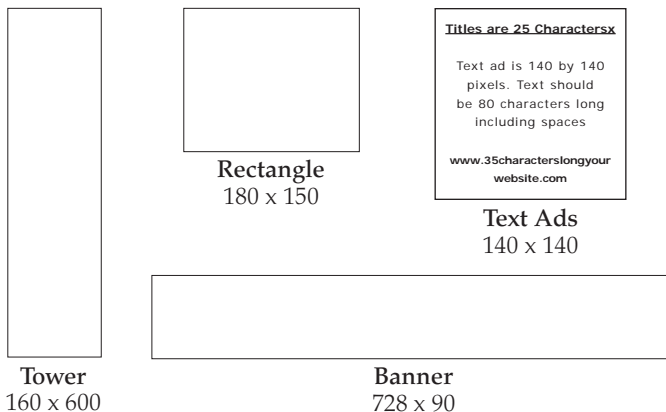 Titles are 25 Charactersx
Text ad is 140 by 140
pixels. Text should
be 80 characters long
including spaces
www.35characterslongyour
website.com
Rectangle
180 x 150
Text Ads
140 x 140
Tower
160 x 600
Banner
728 x 90